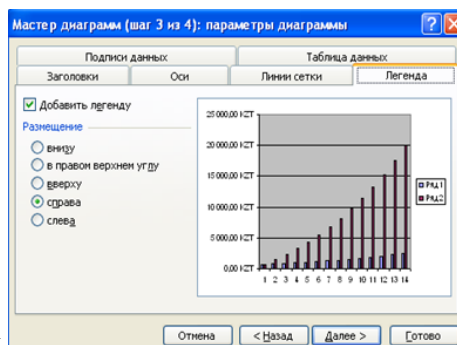 Мастер диаграмм (шаг 3 из 4): параметры диаграммы
Подписи данных
Таблица данных
Заголовки
Оси
Линии сетки
Легенда
Добавить легенду
Размещение
внизу
в правом верхнем углу
вверху
справа
слева
25 000,00 KZT
20 000,00 KZT
15 000,00 KZT
10 000,00 KZT
5 000,00 KZT
0,00 KZT
1 2 3 4 5 6 7 8 9 10 11 12 13 14
Ряд1
Ряд2
Отмена
< Назад
Далее >
Готово